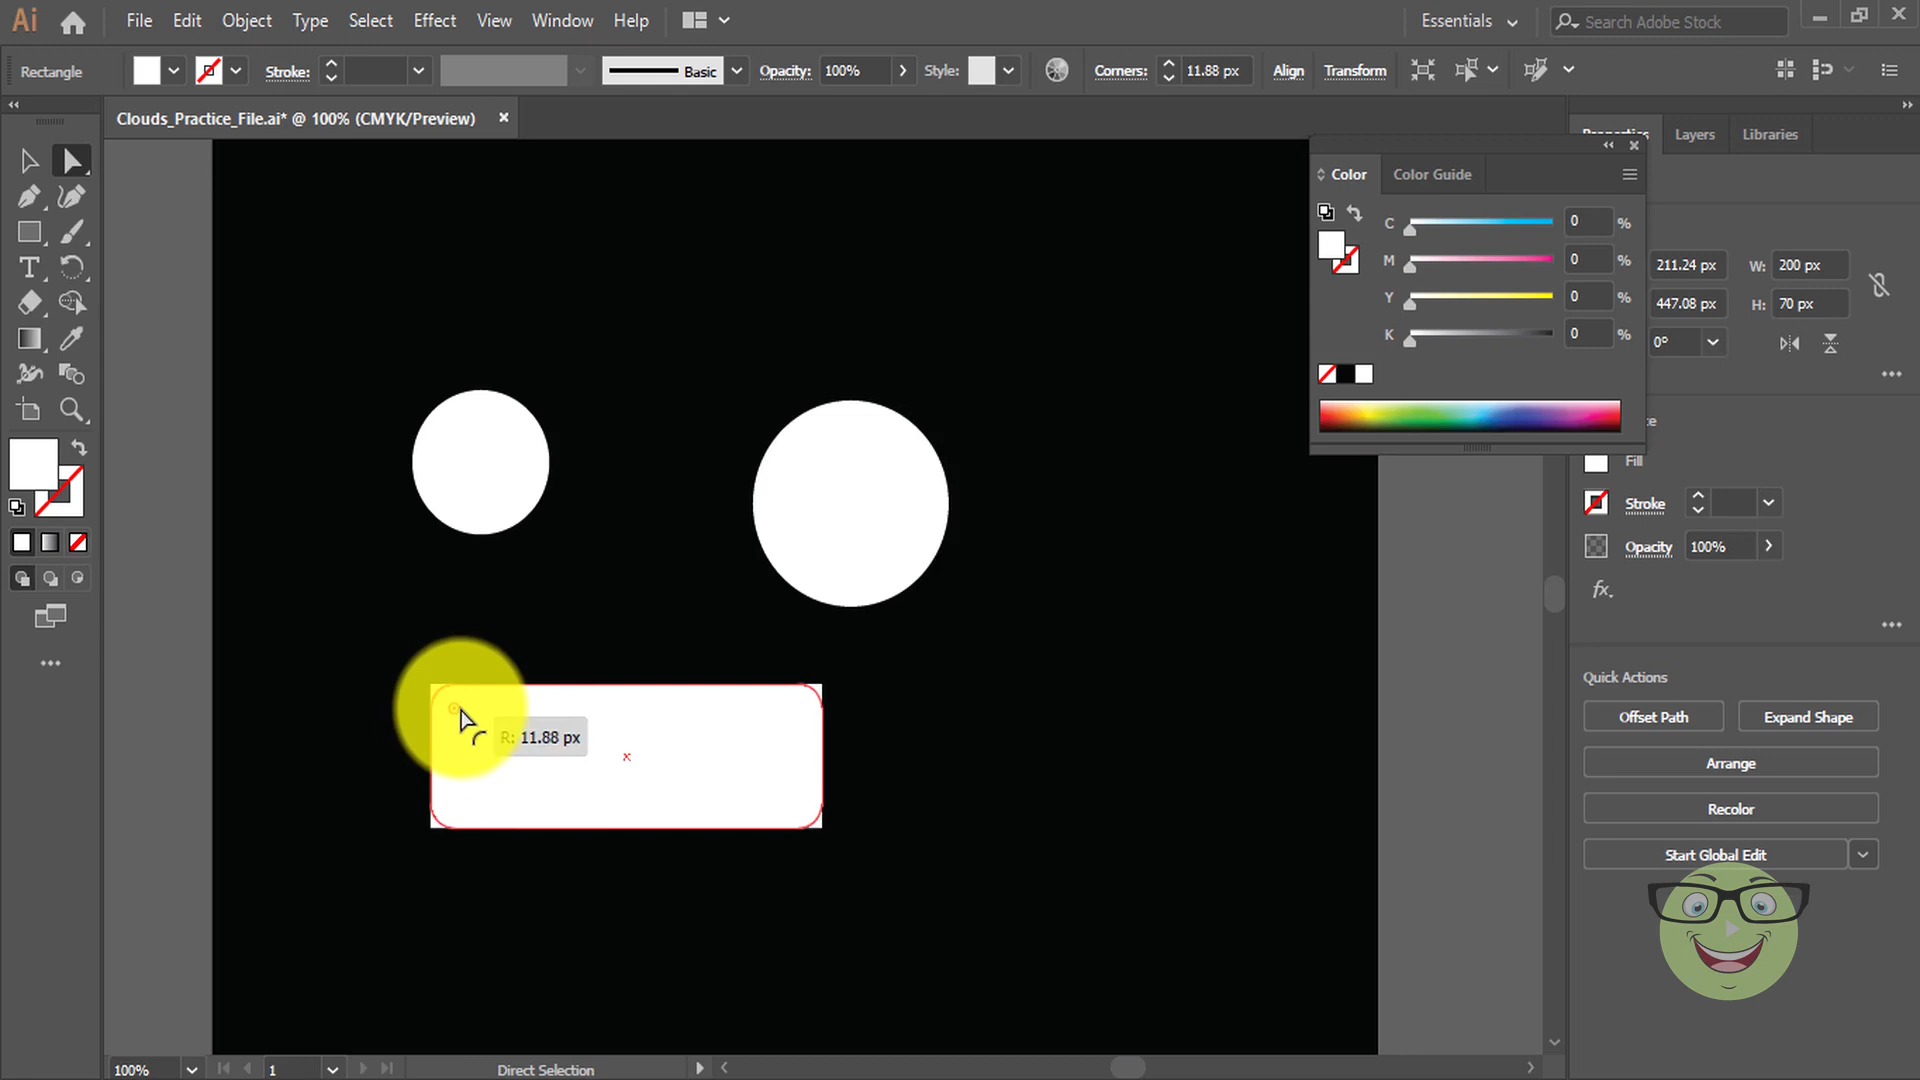 Ai File Edit Object Type Select Effect View Window Help Essentials Search Adobe Stock
Rectangle Stroke: Basic Opacity: 100% Style: Corners: 11.88 px Align Transform
Clouds_Practice_File.ai* @ 100% (CMYK/Preview)
Properties Layers Libraries
Color Color Guide
C 0 %
M 0 %
Y 0 %
K 0 %
211.24 px W: 200 px
447.08 px H: 70 px
0°
Fill
Stroke
Opacity 100%
fx.
Quick Actions
Offset Path Expand Shape
Arrange
Recolor
Start Global Edit
R: 11.88 px
100% 1 Direct Selection